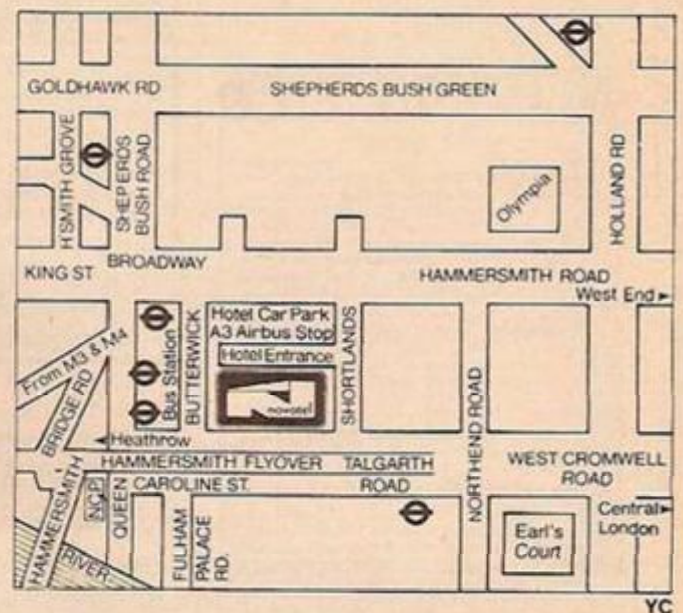 GOLDHAWK RD
SHEPHERDS BUSH GREEN
H'SMITH GROVE
SHEP'ERDS
BUSH ROAD
HOLLAND RD
Olympia
BROADWAY
KING ST
HAMMERSMITH ROAD
West End
Hotel Car Park
A3 Airbus Stop
Hotel Entrance
novotel
Bus Station
BUTTERWICK
SHORTLANDS
From M3 & M4
BRIDGE RD
NORTHEND ROAD
Heathrow
HAMMERSMITH FLYOVER
TALGARTH
ROAD
WEST CROMWELL
ROAD
HAMMERSMITH
NCP
QUEEN
CAROLINE ST.
FULHAM
PALACE
RD.
Earl's
Court
Central
London
RIVER
YC